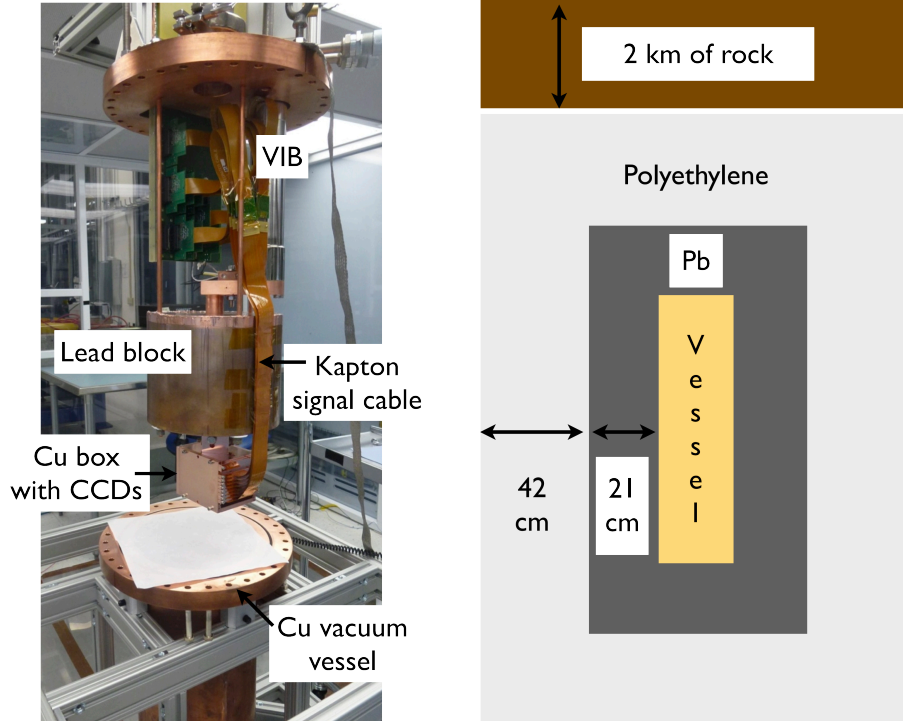 VIB
Lead block
Kapton
signal cable
Cu box
with CCDs
Cu vacuum
vessel
2 km of rock
Polyethylene
Pb
V
e
s
s
e
l
42
cm
21
cm